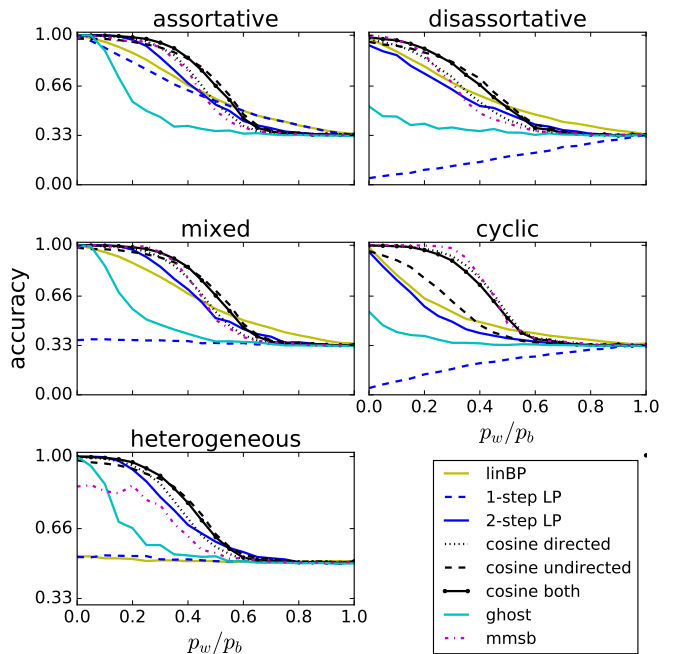 assortative
disassortative
1.00
0.66
0.33
0.00
mixed
cyclic
1.00
0.66
0.33
0.00
accuracy
0.0 0.2 0.4 0.6 0.8 1.0
p_w/p_b
heterogeneous
1.00
0.66
0.33
0.0 0.2 0.4 0.6 0.8 1.0
p_w/p_b
linBP
1-step LP
2-step LP
cosine directed
cosine undirected
cosine both
ghost
mmsb